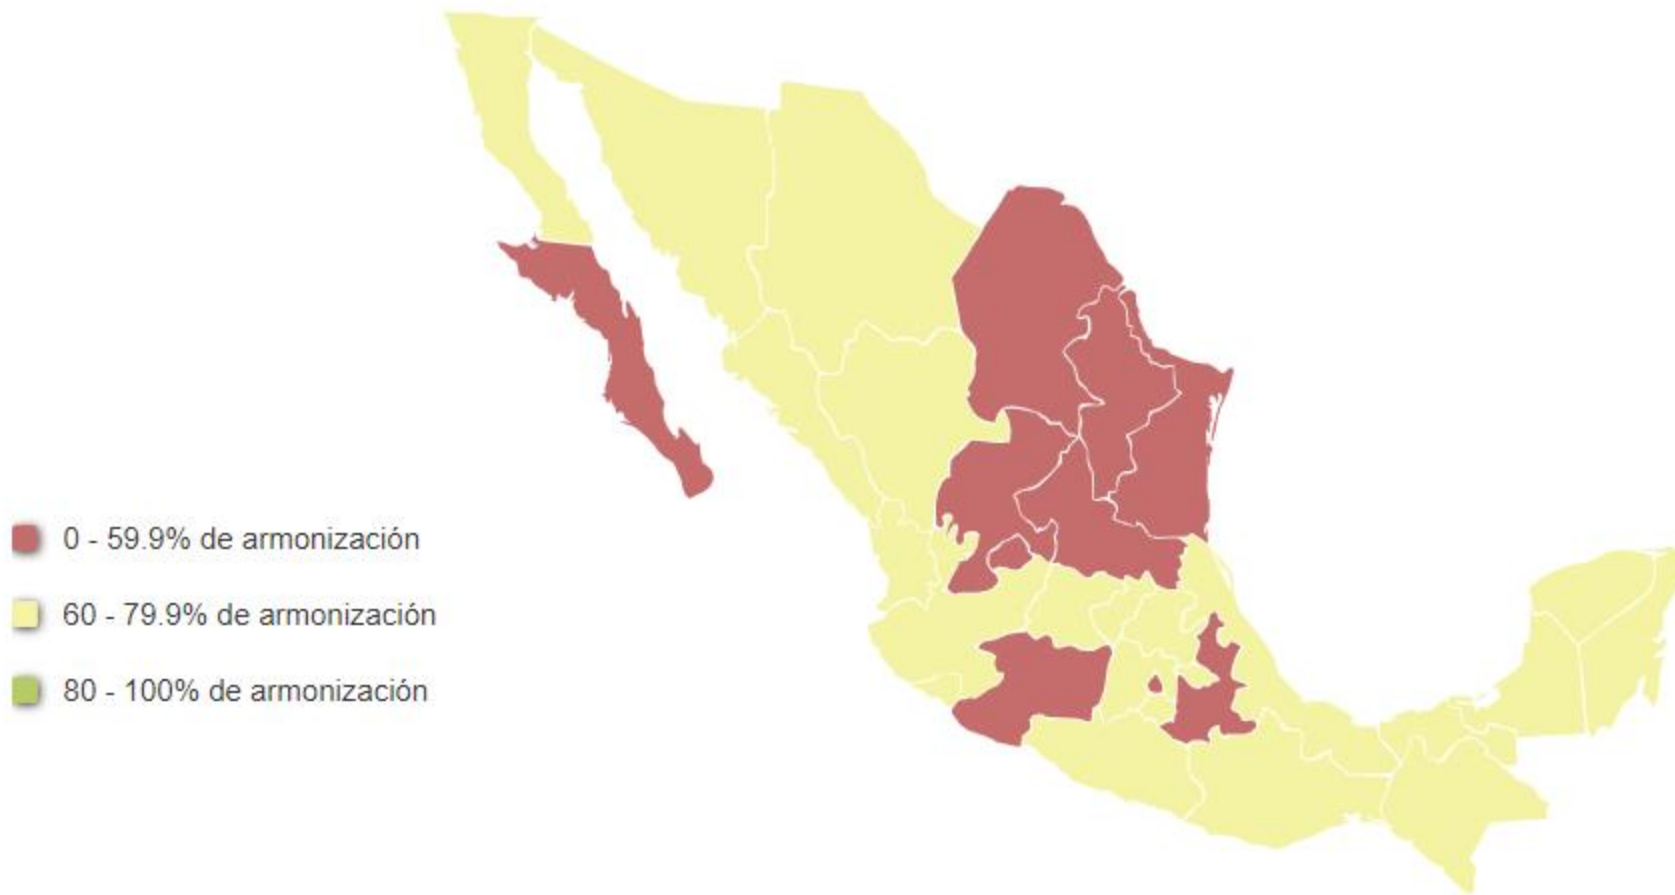 0 - 59.9% de armonización
60 - 79.9% de armonización
80 - 100% de armonización